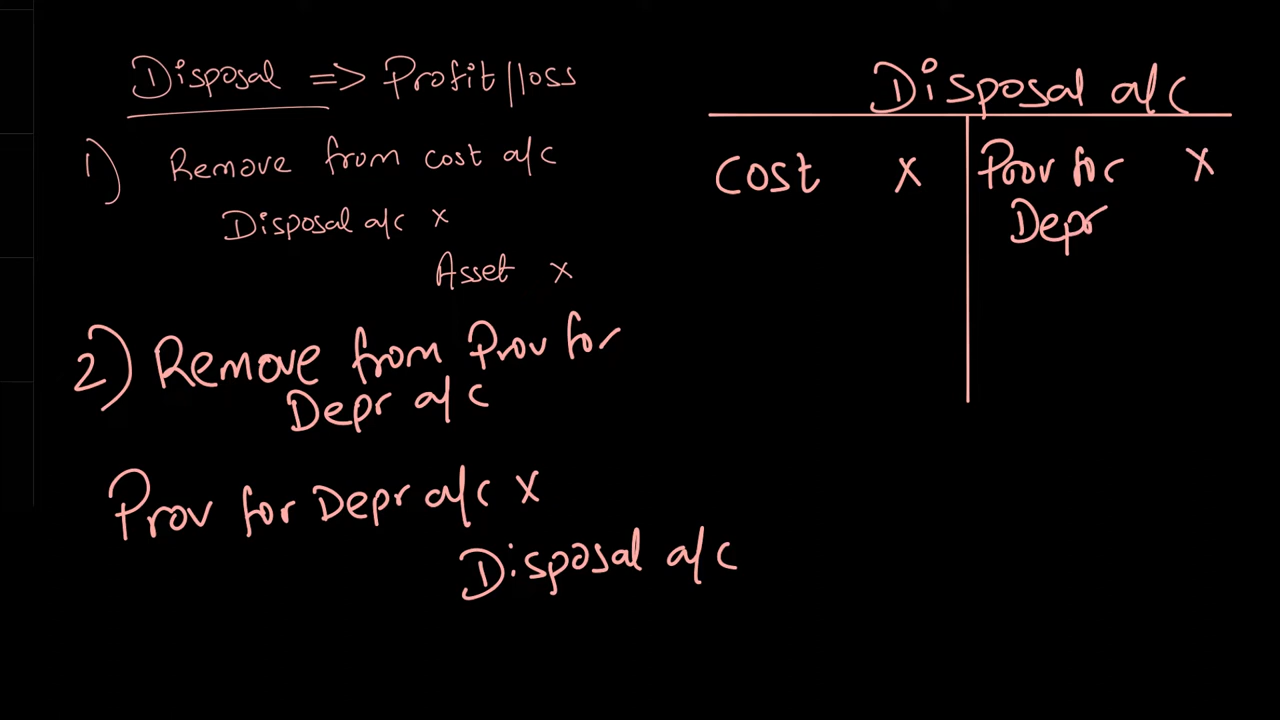 Disposal => Profit/loss
1) Remove from cost a/c
Disposal a/c x
Asset x
2) Remove from Prov for
Depr a/c
Prov for Depr a/c x
Disposal a/c
Disposal a/c
Cost x Prov for x
Depr